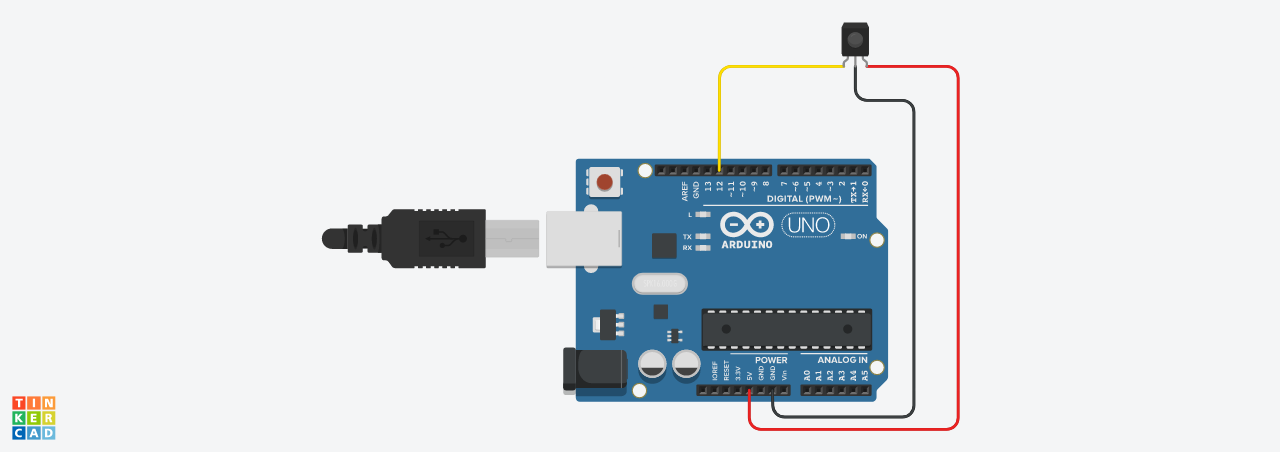 AREF
GND
13
12
~11
~10
~9
8
7
~6
~5
4
~3
2
TX→1
RX←0
DIGITAL (PWM~)
L
TX
RX
ARDUINO
UNO
ON
POWER
ANALOG IN
IOREF
RESET
3.3V
5V
GND
GND
Vin
A0
A1
A2
A3
A4
A5
TIN
KER
CAD